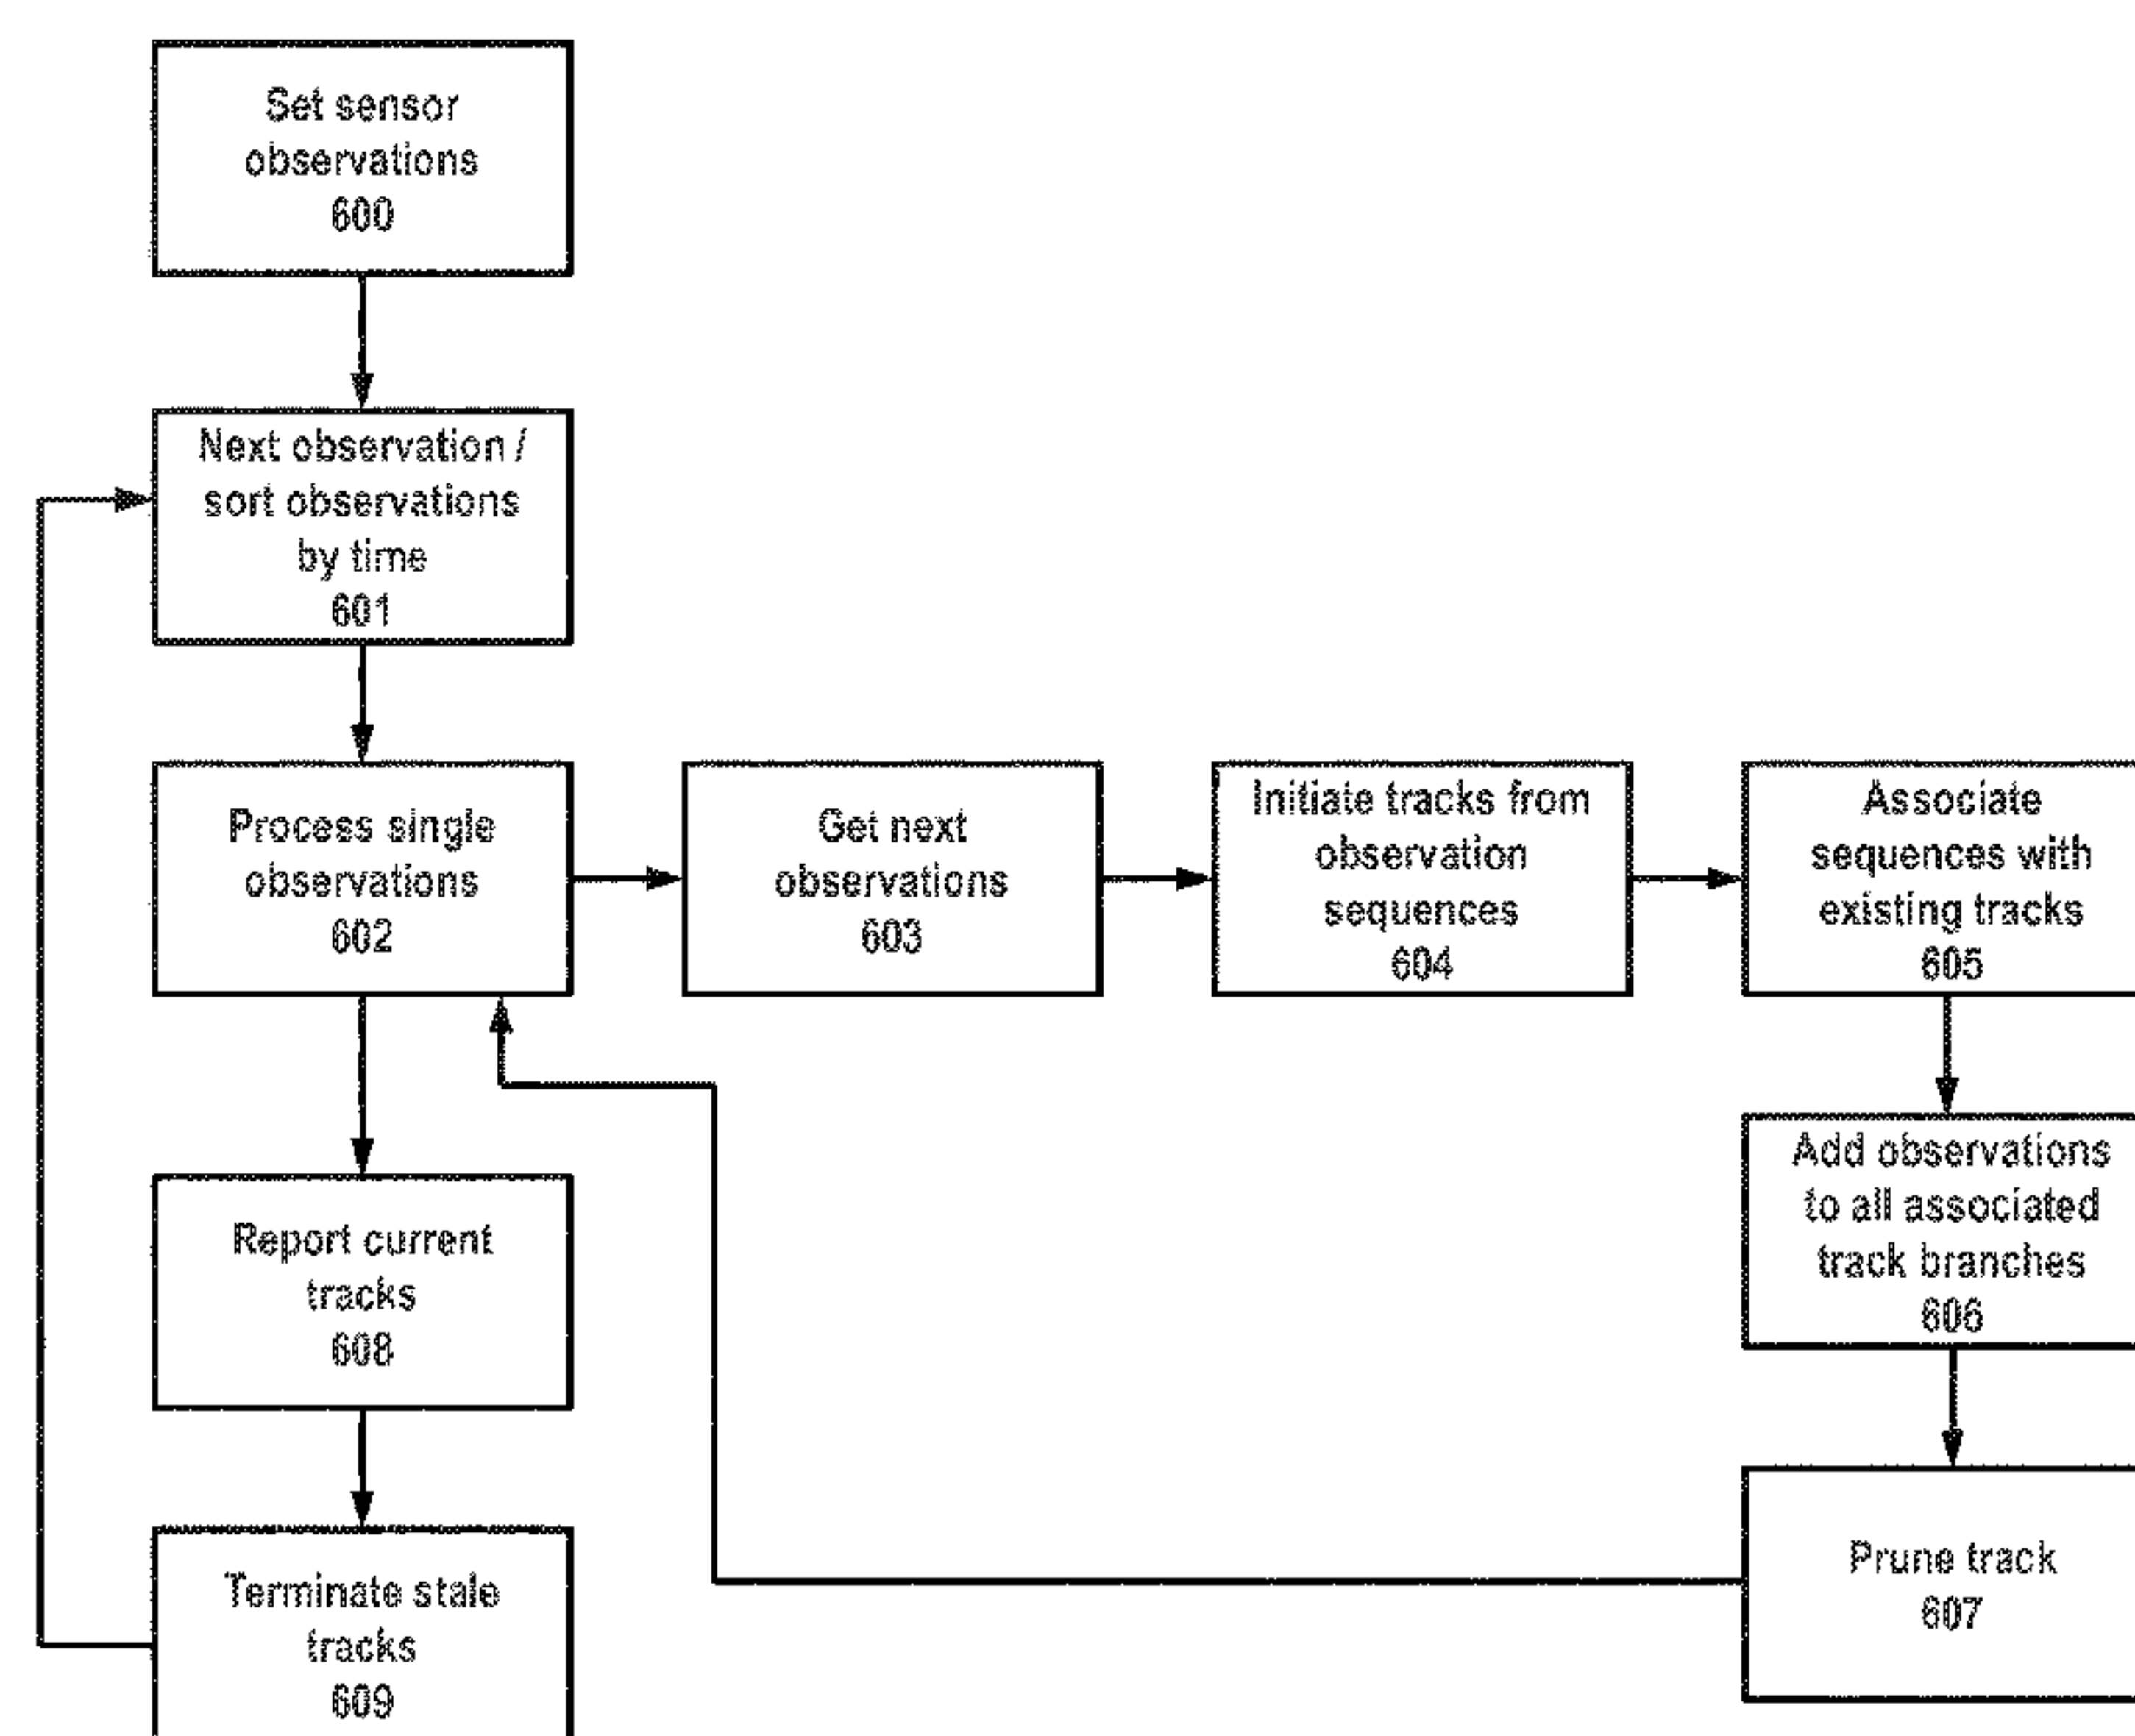 Set sensor
observations
600
Next observation /
sort observations
by time
601
Process single
observations
602
Get next
observations
603
Initiate tracks from
observation
sequences
604
Associate
sequences with
existing tracks
605
Add observations
to all associated
track branches
606
Prune track
607
Report current
tracks
608
Terminate stale
tracks
609